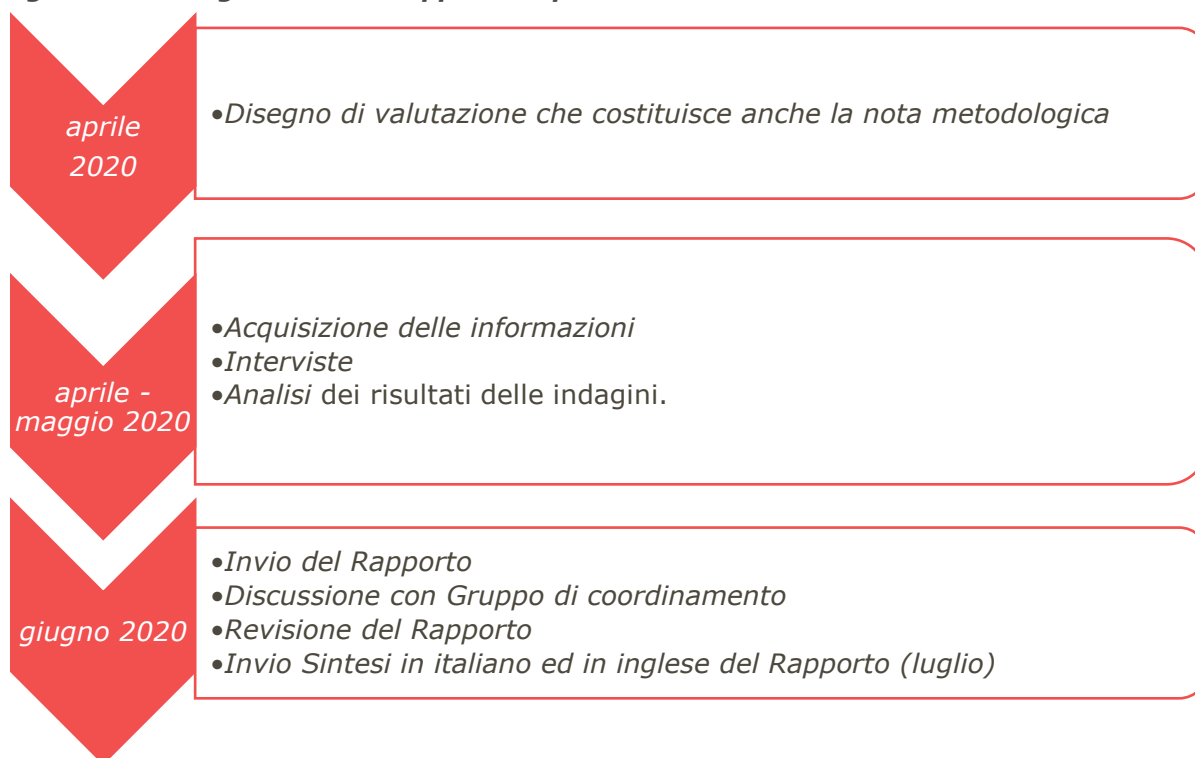 aprile
2020
•Disegno di valutazione che costituisce anche la nota metodologica
aprile -
maggio 2020
•Acquisizione delle informazioni
•Interviste
•Analisi dei risultati delle indagini.
giugno 2020
•Invio del Rapporto
•Discussione con Gruppo di coordinamento
•Revisione del Rapporto
•Invio Sintesi in italiano ed in inglese del Rapporto (luglio)